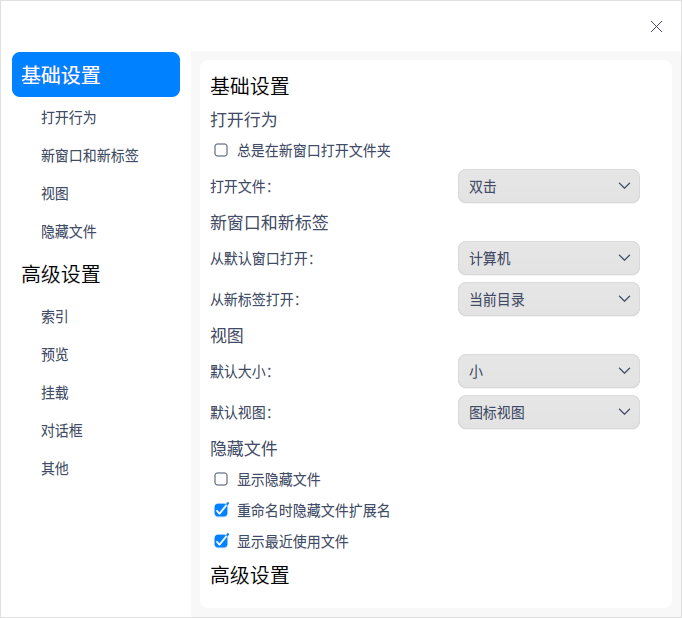 基础设置
打开行为
新窗口和新标签
视图
隐藏文件
高级设置
索引
预览
挂载
对话框
其他
基础设置
打开行为
总是在新窗口打开文件夹
打开文件： 双击
新窗口和新标签
从默认窗口打开： 计算机
从新标签打开： 当前目录
视图
默认大小： 小
默认视图： 图标视图
隐藏文件
显示隐藏文件
重命名时隐藏文件扩展名
显示最近使用文件
高级设置